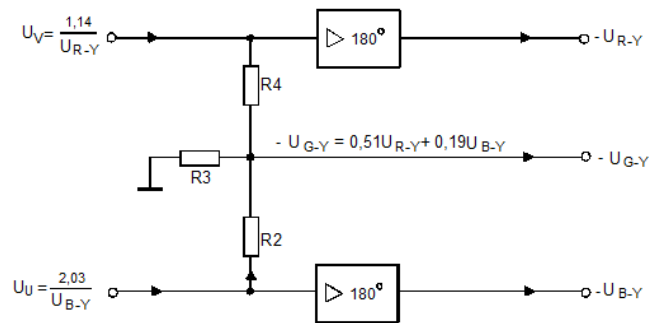 U_V = 1,14 / U_R-Y
▷ 180°
- U_R-Y
R4
- U_G-Y = 0,51U_R-Y + 0,19U_B-Y
- U_G-Y
R3
R2
U_U = 2,03 / U_B-Y
▷ 180°
- U_B-Y